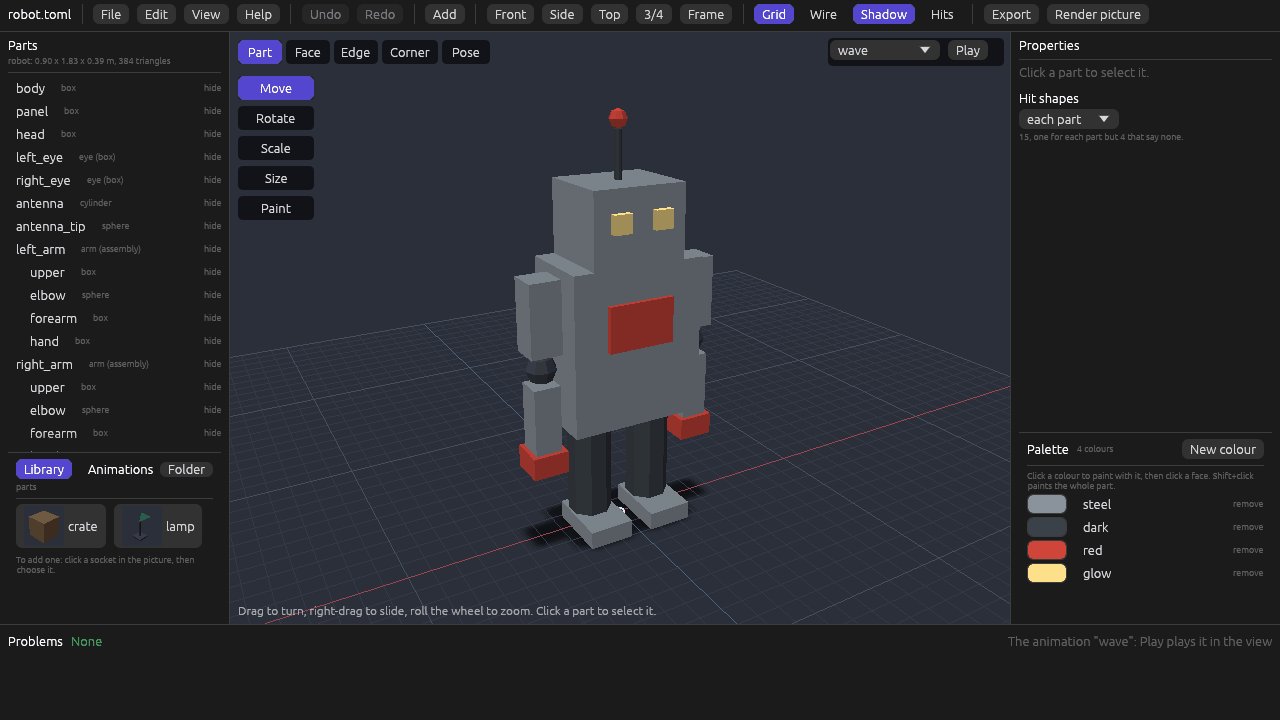 robot.toml File Edit View Help Undo Redo Add Front Side Top 3/4 Frame Grid Wire Shadow Hits Export Render picture
Parts
robot: 0.90 x 1.83 x 0.39 m, 384 triangles
body box hide
panel box hide
head box hide
left_eye eye (box) hide
right_eye eye (box) hide
antenna cylinder hide
antenna_tip sphere hide
left_arm arm (assembly) hide
upper box hide
elbow sphere hide
forearm box hide
hand box hide
right_arm arm (assembly) hide
upper box hide
elbow sphere hide
forearm box hide
Library Animations Folder
parts
crate lamp
To add one: click a socket in the picture, then
choose it.
Part Face Edge Corner Pose
Move
Rotate
Scale
Size
Paint
wave Play
Drag to turn, right-drag to slide, roll the wheel to zoom. Click a part to select it.
Properties
Click a part to select it.
Hit shapes
each part
15, one for each part but 4 that say none.
Palette 4 colours New colour
Click a colour to paint with it, then click a face. Shift+click
paints the whole part.
steel remove
dark remove
red remove
glow remove
Problems None
The animation "wave": Play plays it in the view